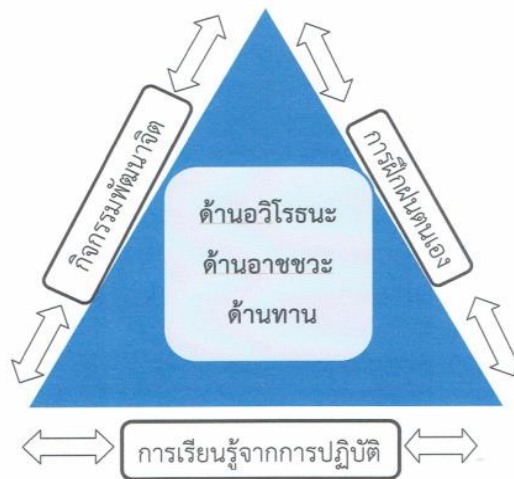 กิจกรรมพัฒนาจิต
การฝึกฝนตนเอง
ด้านอวิโรธนะ
ด้านอาชชวะ
ด้านทาน
การเรียนรู้จากการปฏิบัติ